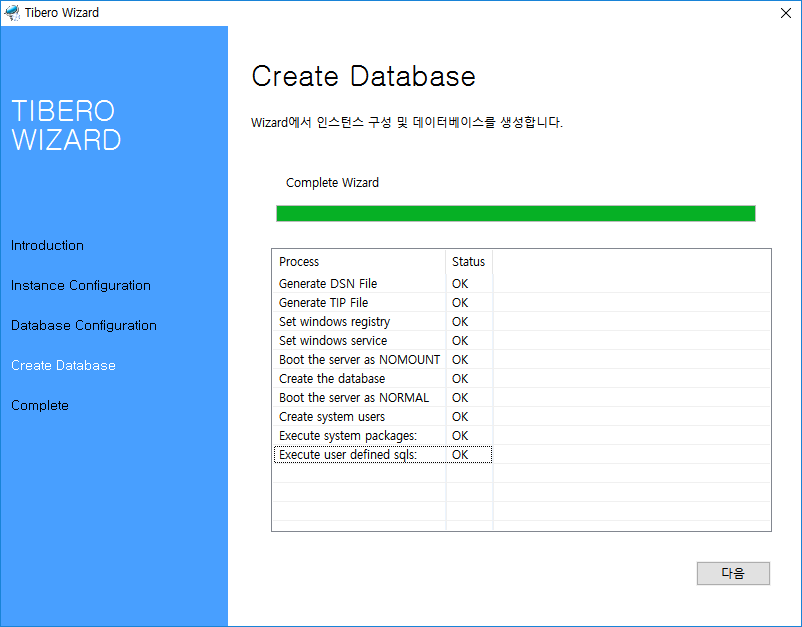 Tibero Wizard
TIBERO
WIZARD
Introduction
Instance Configuration
Database Configuration
Create Database
Complete
Create Database
Wizard에서 인스턴스 구성 및 데이터베이스를 생성합니다.
Complete Wizard
Process Status
Generate DSN File OK
Generate TIP File OK
Set windows registry OK
Set windows service OK
Boot the server as NOMOUNT OK
Create the database OK
Boot the server as NORMAL OK
Create system users OK
Execute system packages: OK
Execute user defined sqls: OK
다음